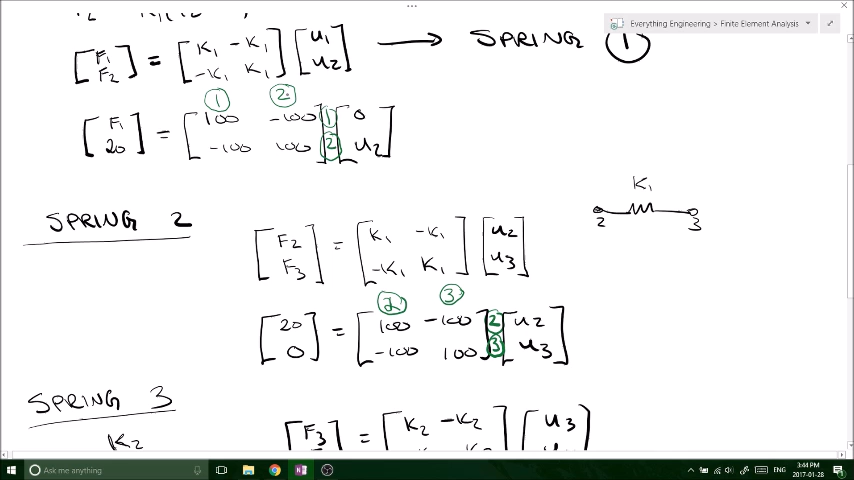 Everything Engineering > Finite Element Analysis
[F1 F2] = [K1 -K1 -K1 K1] [u1 u2] → SPRING 1
1 2
[F1 20] = [100 -100 -100 100] 1 2 [0 u2]
K1
2 3
SPRING 2
[F2 F3] = [K1 -K1 -K1 K1] [u2 u3]
2 3
[20 0] = [100 -100 -100 100] 2 3 [u2 u3]
SPRING 3
K2
F3 = K2 -K2 u3
Ask me anything
ENG
3:44 PM
2017-01-28